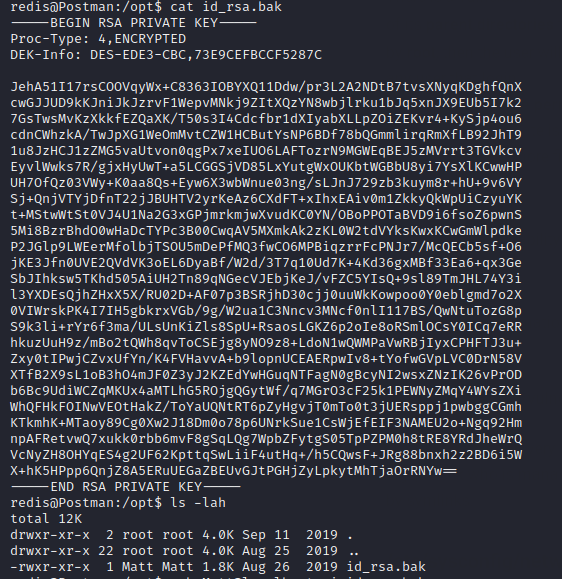 redis@Postman:/opt$ cat id_rsa.bak
-----BEGIN RSA PRIVATE KEY-----
Proc-Type: 4,ENCRYPTED
DEK-Info: DES-EDE3-CBC,73E9CEFBCCF5287C
JehA51I17rsCOOVqyWx+C8363IOBYXQ11Ddw/pr3L2A2NDtB7tvsXNyqKDghfQnX
cwGJJUD9kKJniJkJzrvF1WepvMNkj9ZItXQzYN8wbjlrku1bJq5xnJX9EUb5I7k2
7GsTwsMvKzXkkfEZQaXK/T50s3I4Cdcfbr1dXIyabXLLpZOiZEKvr4+KySjp4ou6
cdnCWhzkA/TwJpXG1WeOmMvtCZW1HCButYsNP6BDf78bQGmmlirqRmXfLB92JhT9
1u8JzHCJ1zZMG5vaUtvon0qgPx7xeIUO6LAFTozrN9MGWEqBEJ5zMVrrt3TGVkcv
EyvlWwks7R/gjxHyUwT+a5LCGGSjVD85LxYutgWxOUKbtWGBbU8yi7YsXlKCwwHP
UH7OfQz03VWy+K0aa8Qs+Eyw6X3wbWnue03ng/sLJnJ729zb3kuym8r+hU+9v6VY
Sj+QnjVTYjDfnT22jJBUHTV2yrKeAz6CXdFT+xIhxEAiv0m1ZkkyQkWpUiCzyuYK
t+MStwWtSt0VJ4U1Na2G3xGPjmrkmjwXvudKC0YN/OBoPPOTaBVD9i6fsoZ6pwnS
5Mi8BzrBhdO0wHaDcTYPc3B00CwqAV5MXmkAk2zKL0W2tdVYksKwxKCwGmWlpdke
P2JGlp9LWEerMfolbjTSOU5mDePfMQ3fwCO6MPBiqzrrFcPNJr7/McQECb5sf+O6
jKE3Jfn0UVE2QVdVK3oEL6DyaBf/W2d/3T7q10Ud7K+4Kd36gxMBf33Ea6+qx3Ge
SbJIhksw5TKhd505AiUH2Tn89qNGecVJEbjKeJ/vFZC5YIsQ+9sl89TmJHL74Y3i
l3YXDEsQjhZHxX5X/RU02D+AF07p3BSRjhD30cjj0uuWkKowpoo0Y0eblgmd7o2X
0VIWrskPK4I7IH5gbkrxVGb/9g/W2ua1C3Nncv3MNcf0nlI117BS/QwNtuTozG8p
S9k3li+rYr6f3ma/ULsUnKiZls8SpU+RsaosLGKZ6p2oIe8oRSmlOCsY0ICq7eRR
hkuzUuH9z/mBo2tQWh8qvToCSEjg8yNO9z8+LdoN1wQWMPaVwRBjIyxCPHFTJ3u+
Zxy0tIPwjCZvxUfYn/K4FVHavvA+b9lopnUCEAERpwIv8+tYofwGVpLVC0DrN58V
XTfB2X9sL1oB3hO4mJF0Z3yJ2KZEdYwHGuqNTFagN0gBcyNI2wsxZNzIK26vPrOD
b6Bc9UdiWCZqMKUx4aMTLhG5ROjgQGytWf/q7MGrO3cF25k1PEWNyZMqY4WYsZXi
WhQFHkFOINwVEOtHakZ/ToYaUQNtRT6pZyHgvjT0mTo0t3jUERsppj1pwbggCGmh
KTkmhK+MTaoy89Cg0Xw2J18Dm0o78p6UNrkSue1CsWjEfEIF3NAMEU2o+Ngq92Hm
npAFRetvwQ7xukk0rbb6mvF8gSqLQg7WpbZFytgS05TpPZPM0h8tRE8YRdJheWrQ
VcNyZH8OHYqES4g2UF62KpttqSwLiiF4utHq+/h5CQwsF+JRg88bnxh2z2BD6i5W
X+hK5HPpp6QnjZ8A5ERuUEGaZBEUvGJtPGHjZyLpkytMhTjaOrRNYw==
-----END RSA PRIVATE KEY-----
redis@Postman:/opt$ ls -lah
total 12K
drwxr-xr-x  2 root root 4.0K Sep 11  2019 .
drwxr-xr-x 22 root root 4.0K Aug 25  2019 ..
-rwxr-xr-x  1 Matt Matt 1.8K Aug 26  2019 id_rsa.bak